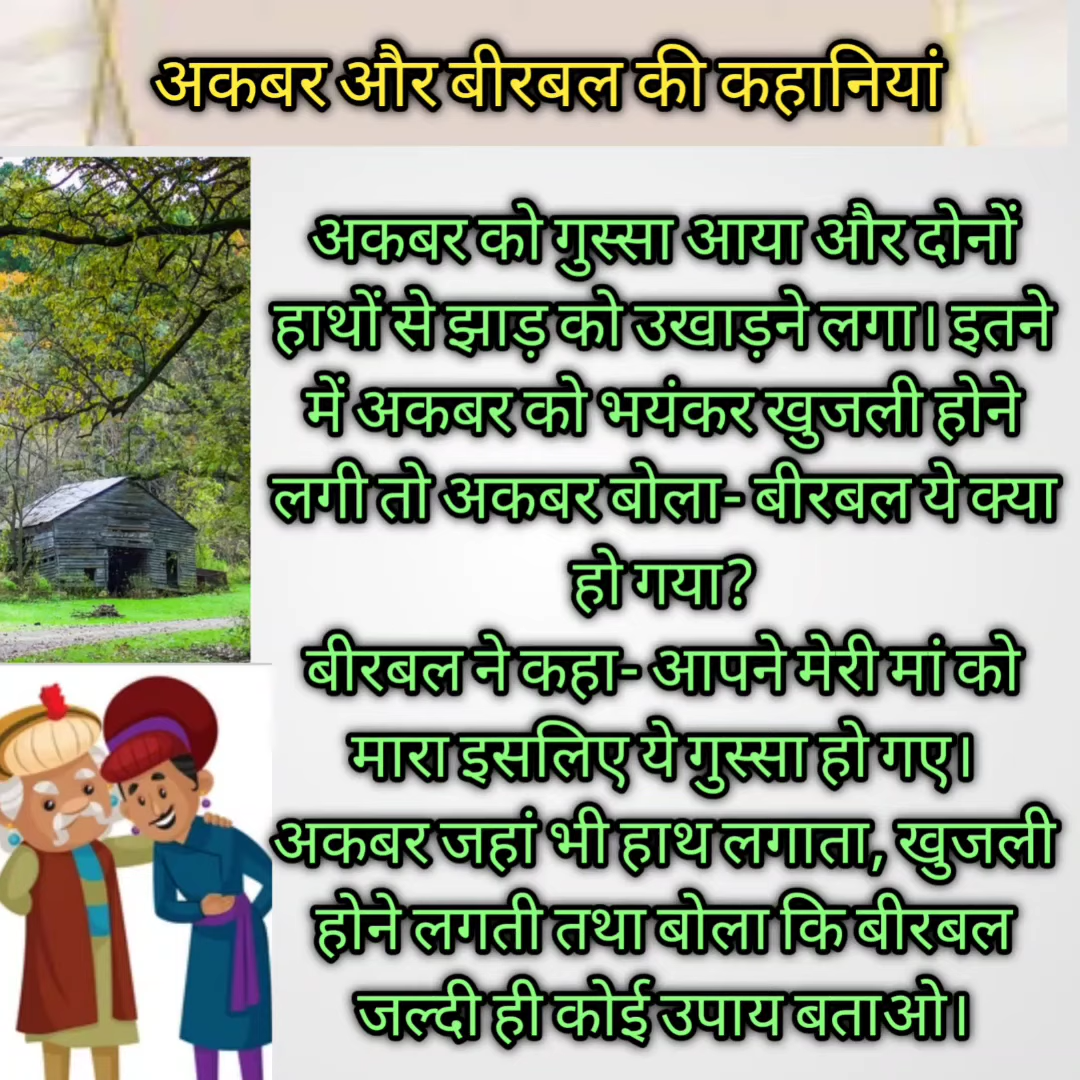 अकबर और बीरबल की कहानियां
अकबर को गुस्सा आया और दोनों
हाथों से झाड़ को उखाड़ने लगा। इतने
में अकबर को भयंकर खुजली होने
लगी तो अकबर बोला- बीरबल ये क्या
हो गया?
बीरबल ने कहा- आपने मेरी मां को
मारा इसलिए ये गुस्सा हो गए।
अकबर जहां भी हाथ लगाता, खुजली
होने लगती तथा बोला कि बीरबल
जल्दी ही कोई उपाय बताओ।